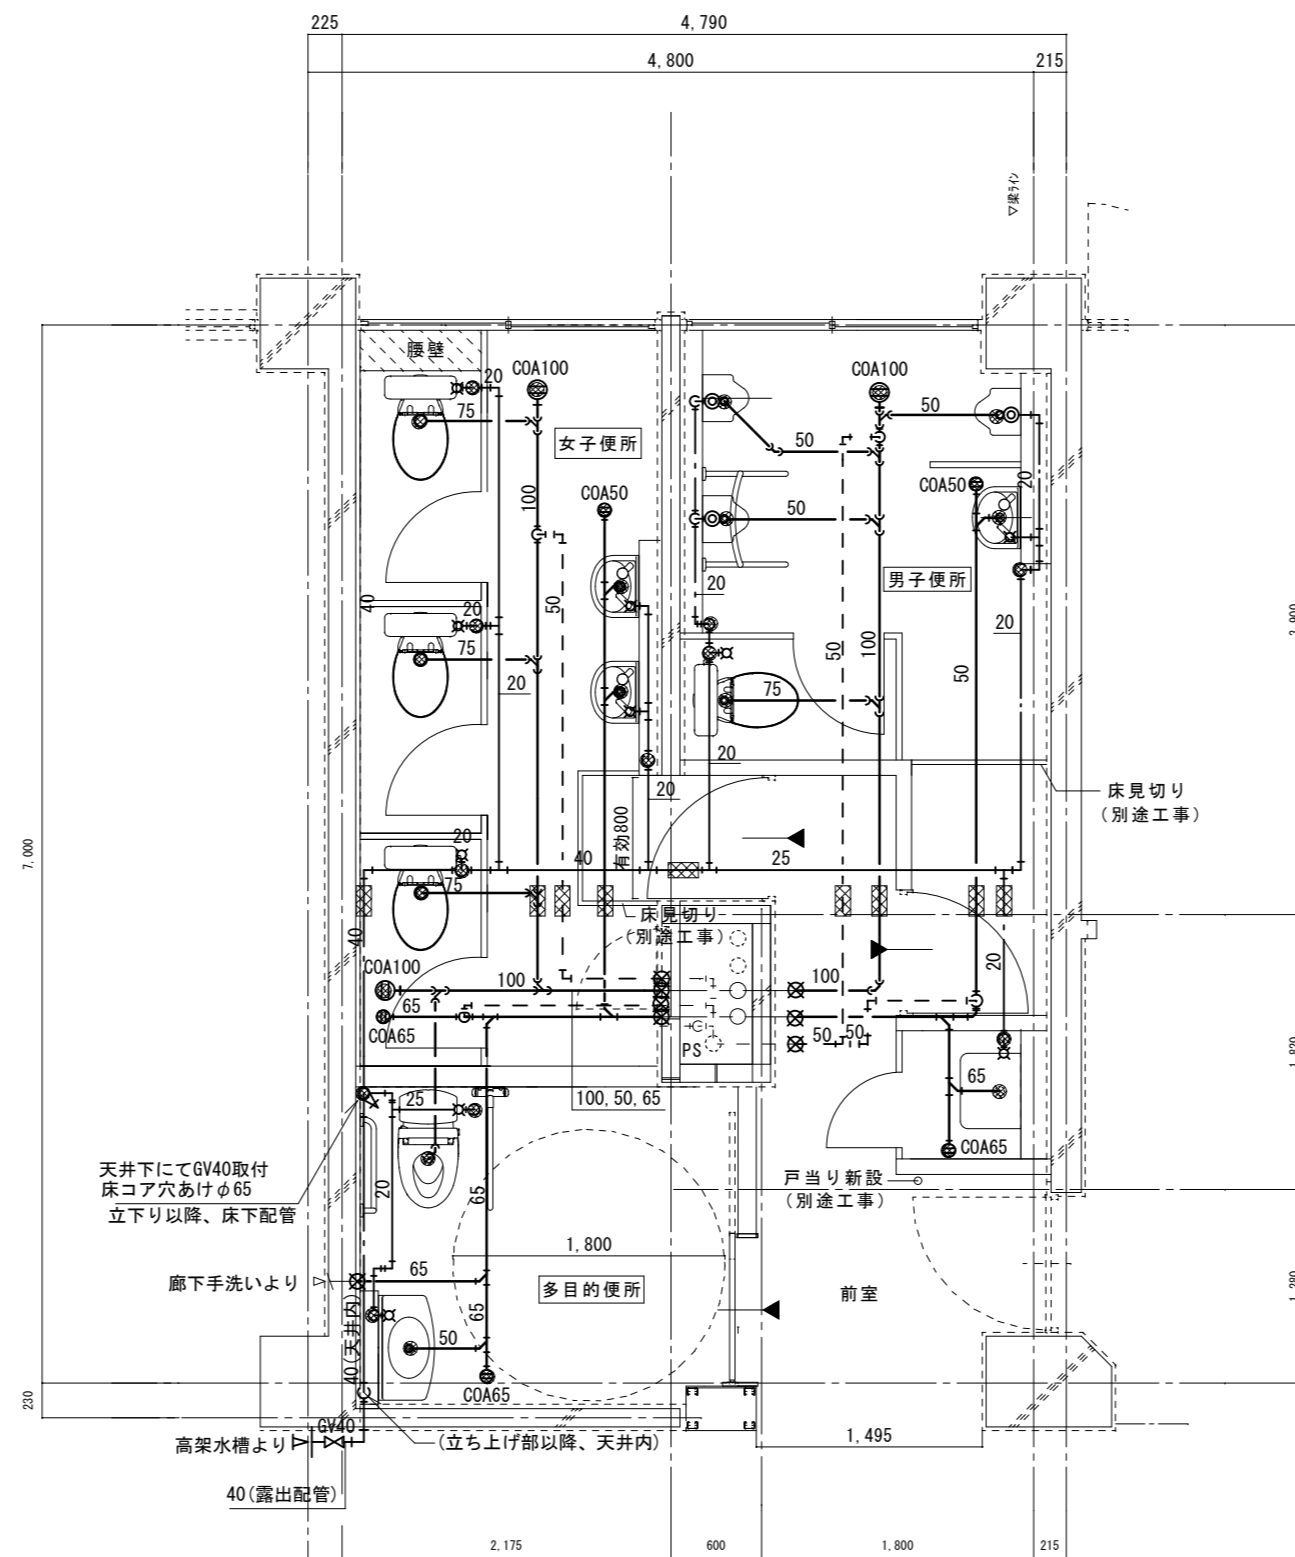 225
4,790
4,800
215
▽梁ライン
腰壁
20
COA100
COA100
75
50
50
女子便所
COA50
COA50
20
100
50
男子便所
40
50
20
20
75
50
100
50
20
20
75
20
20
床見切り
(別途工事)
有効800
20
40
25
7,000
75
床見切り
(別途工事)
40
COA100
100
100
20
65
COA65
50
50
PS
65
25
100,50,65
COA65
天井下にてGV40取付
床コア穴あけφ65
立下り以降、床下配管
20
65
戸当り新設
(別途工事)
1,800
廊下手洗いより
65
多目的便所
前室
65
40(天井内)
50
COA65
230
GV40
高架水槽より
(立ち上げ部以降、天井内)
1,495
40(露出配管)
2,175
600
1,800
215